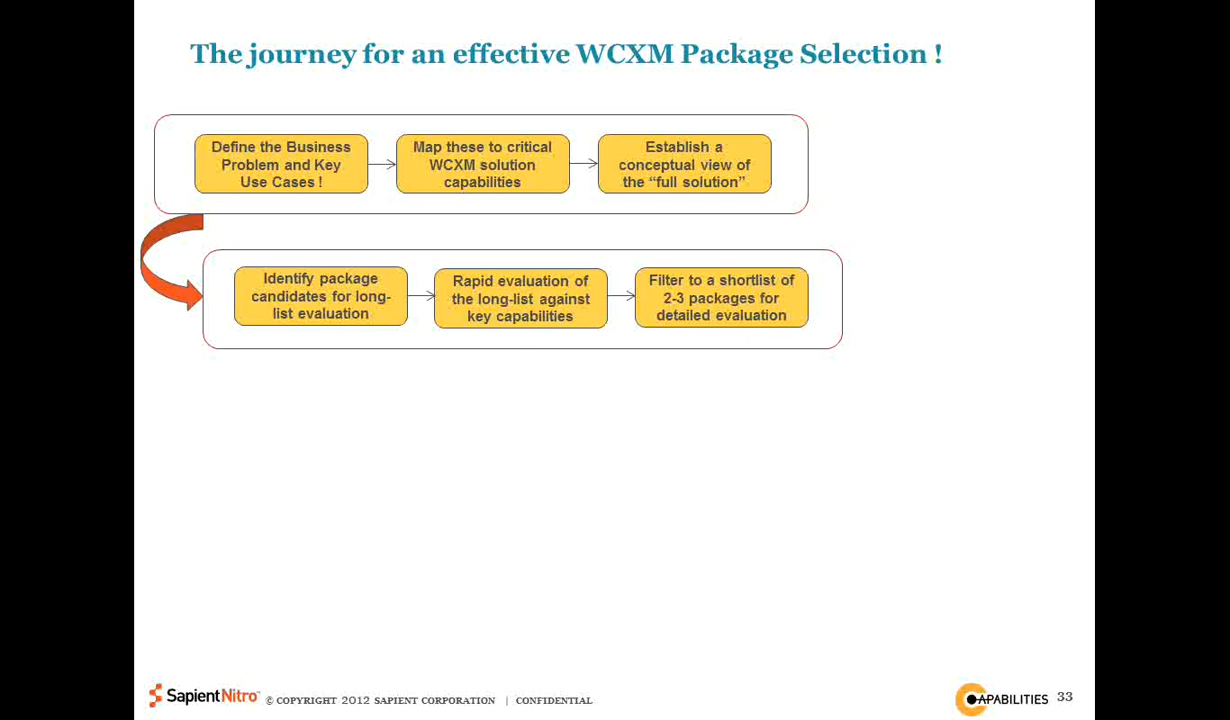 The journey for an effective WCXM Package Selection !
Define the Business
Problem and Key
Use Cases !
Map these to critical
WCXM solution
capabilities
Establish a
conceptual view of
the “full solution”
Identify package
candidates for long-
list evaluation
Rapid evaluation of
the long-list against
key capabilities
Filter to a shortlist of
2-3 packages for
detailed evaluation
SapientNitro
© COPYRIGHT 2012 SAPIENT CORPORATION | CONFIDENTIAL
CAPABILITIES
33